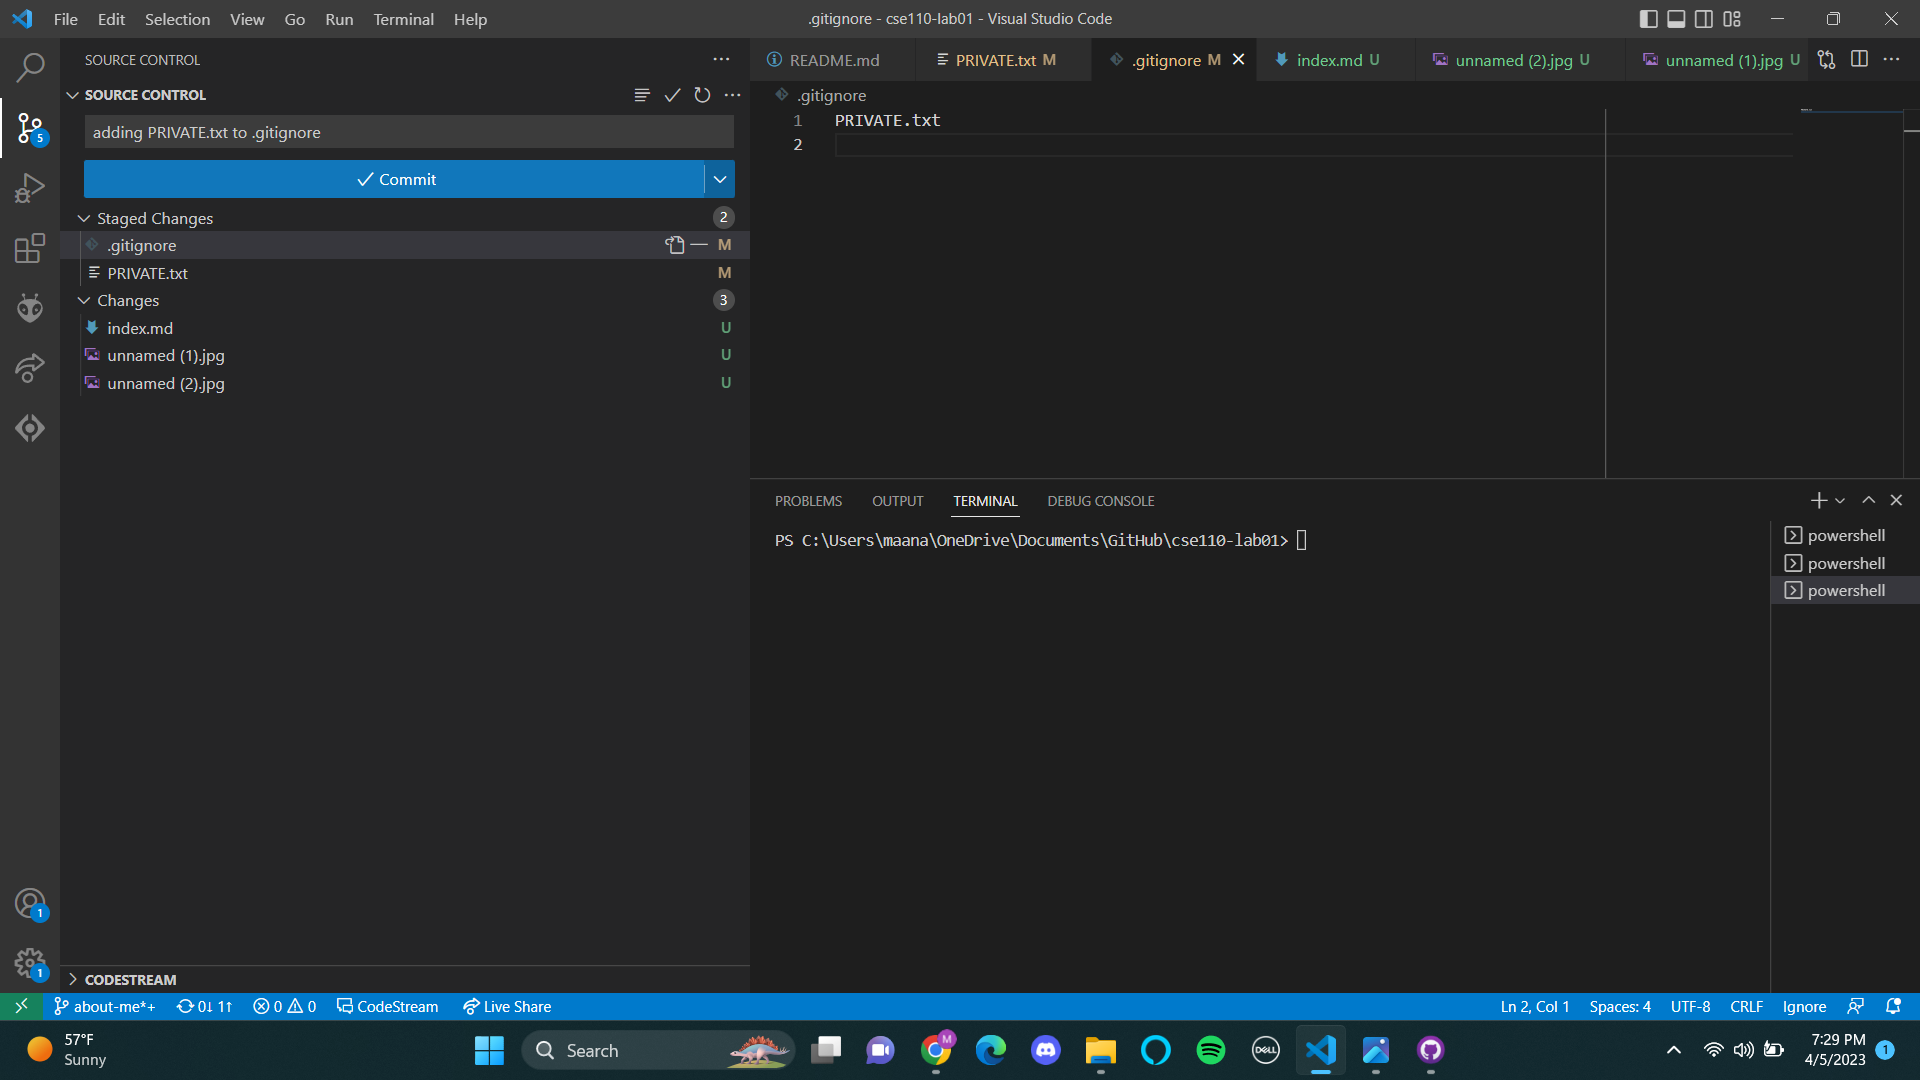 File Edit Selection View Go Run Terminal Help
.gitignore - cse110-lab01 - Visual Studio Code
SOURCE CONTROL
SOURCE CONTROL
adding PRIVATE.txt to .gitignore
Commit
Staged Changes 2
.gitignore M
PRIVATE.txt M
Changes 3
index.md U
unnamed (1).jpg U
unnamed (2).jpg U
CODESTREAM
5
1
1
README.md PRIVATE.txt M .gitignore M index.md U unnamed (2).jpg U unnamed (1).jpg U
.gitignore
1 PRIVATE.txt
2
PROBLEMS OUTPUT TERMINAL DEBUG CONSOLE
PS C:\Users\maana\OneDrive\Documents\GitHub\cse110-lab01>
powershell
powershell
powershell
about-me*+ 0↓ 1↑ 0 0 CodeStream Live Share
Ln 2, Col 1 Spaces: 4 UTF-8 CRLF Ignore
57°F
Sunny
Search
M
DELL
7:29 PM
4/5/2023
1